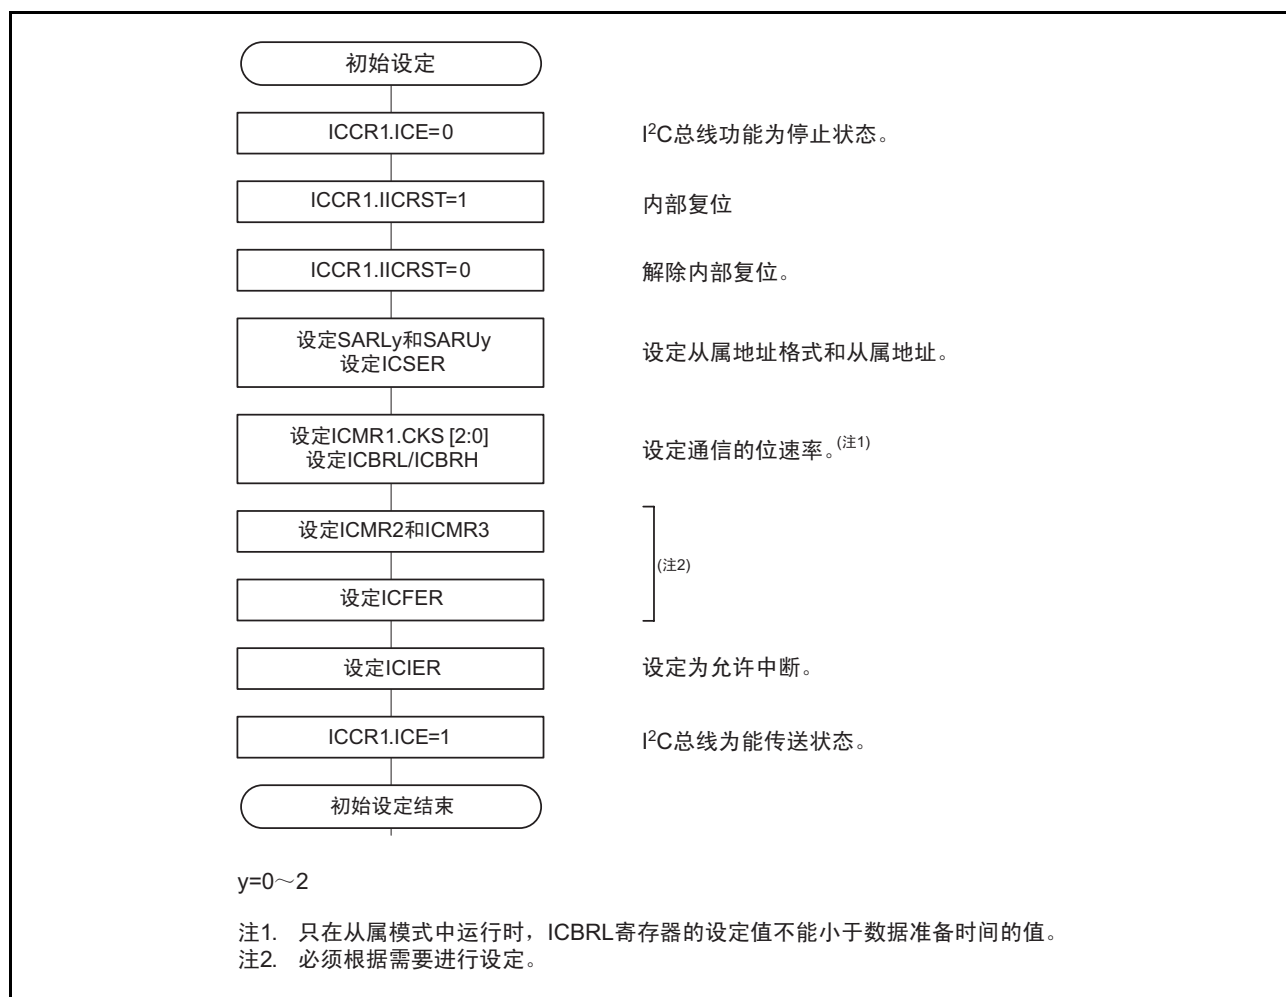 初始设定
ICCR1.ICE=0
I²C总线功能为停止状态。
ICCR1.IICRST=1
内部复位
ICCR1.IICRST=0
解除内部复位。
设定SARLy和SARUy
设定ICSER
设定从属地址格式和从属地址。
设定ICMR1.CKS [2:0]
设定ICBRL/ICBRH
设定通信的位速率。(注1)
设定ICMR2和ICMR3
(注2)
设定ICFER
设定ICIER
设定为允许中断。
ICCR1.ICE=1
I²C总线为能传送状态。
初始设定结束
y=0～2
注1. 只在从属模式中运行时，ICBRL寄存器的设定值不能小于数据准备时间的值。
注2. 必须根据需要进行设定。